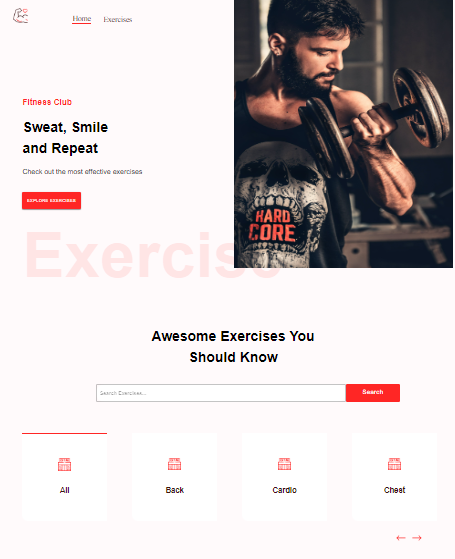 Home Exercises
Fitness Club
Sweat, Smile
and Repeat
Check out the most effective exercises
EXPLORE EXERCISES
HARD
CORE
Exercise
Awesome Exercises You
Should Know
Search Exercises...
Search
All
Back
Cardio
Chest